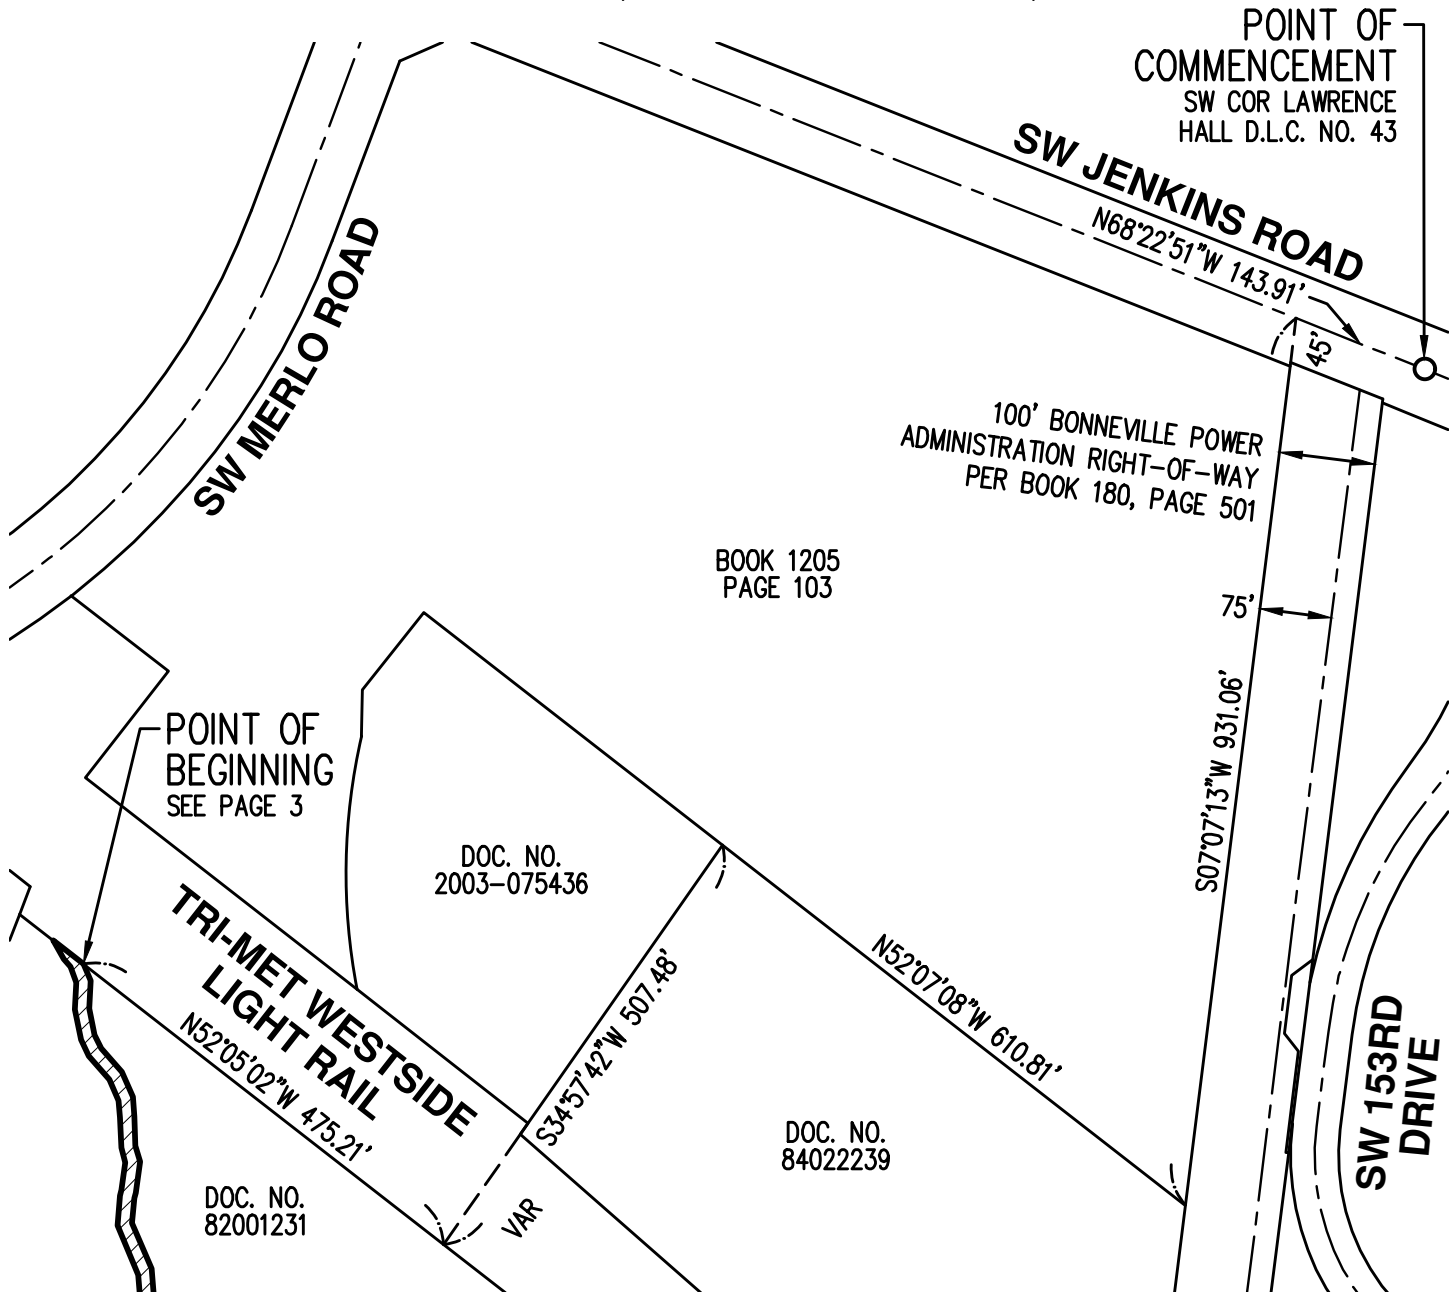 POINT OF
COMMENCEMENT
SW COR LAWRENCE
HALL D.L.C. NO. 43
SW JENKINS ROAD
N68°22'51"W 143.91'
45'
SW MERLO ROAD
100' BONNEVILLE POWER
ADMINISTRATION RIGHT-OF-WAY
PER BOOK 180, PAGE 501
BOOK 1205
PAGE 103
75'
S07°07'13"W 931.06'
POINT OF
BEGINNING
SEE PAGE 3
DOC. NO.
2003-075436
TRI-MET WESTSIDE
LIGHT RAIL
N52°05'02"W 475.21'
S34°57'42"W 507.48'
N52°07'08"W 610.81'
SW 153RD
DRIVE
DOC. NO.
84022239
DOC. NO.
82001231
VAR